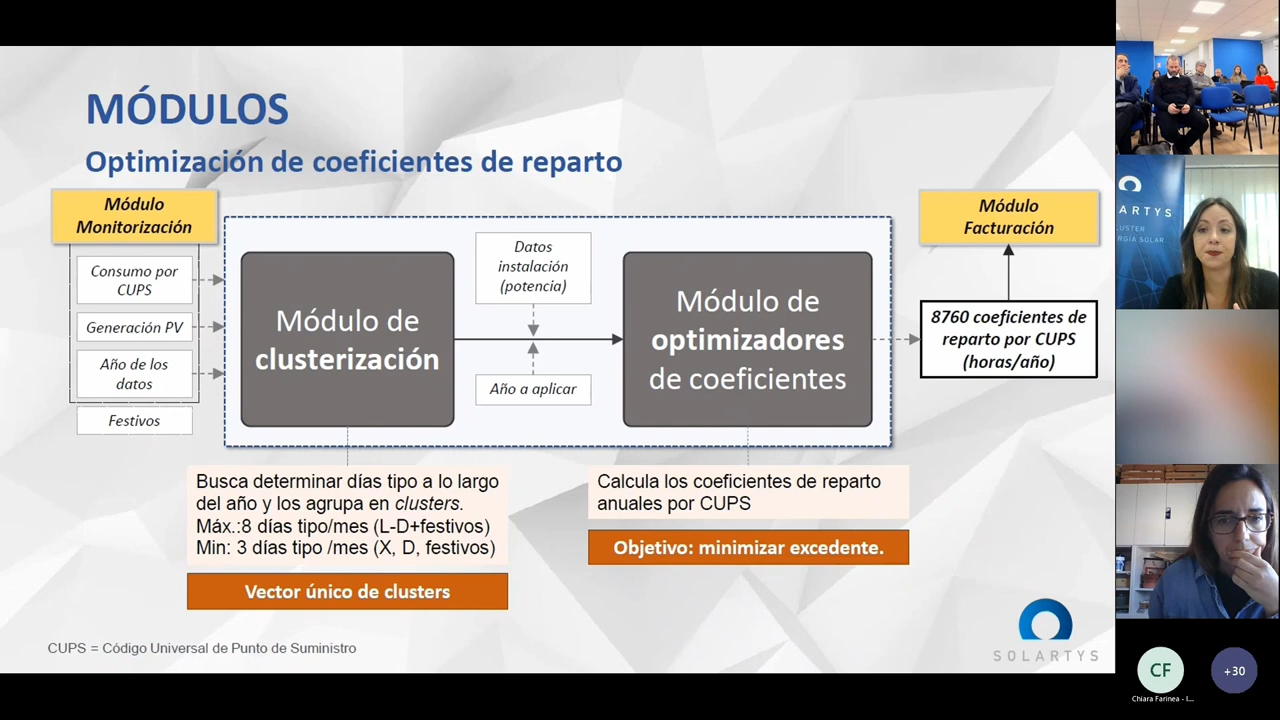 MÓDULOS
Optimización de coeficientes de reparto
Módulo
Monitorización
Consumo por
CUPS
Generación PV
Año de los
datos
Festivos
Módulo de
clusterización
Datos
instalación
(potencia)
Año a aplicar
Módulo de
optimizadores
de coeficientes
Módulo
Facturación
8760 coeficientes de
reparto por CUPS
(horas/año)
Busca determinar días tipo a lo largo
del año y los agrupa en clusters.
Máx.:8 días tipo/mes (L-D+festivos)
Min: 3 días tipo /mes (X, D, festivos)
Vector único de clusters
Calcula los coeficientes de reparto
anuales por CUPS
Objetivo: minimizar excedente.
CUPS = Código Universal de Punto de Suministro
SOLARTYS
ARTYS
CF
+30
Chiara Farinea - I...